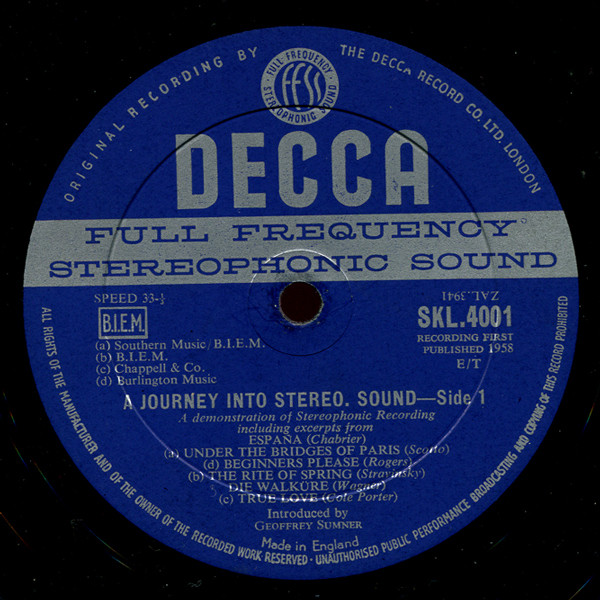 ORIGINAL RECORDING BY THE DECCA RECORD CO. LTD. LONDON
FULL FREQUENCY
FFSS
STEREOPHONIC SOUND
DECCA
FULL FREQUENCY
STEREOPHONIC SOUND
SPEED 33⅓
ZAL.3941
B.I.E.M.
SKL.4001
RECORDING FIRST
PUBLISHED 1958
E/T
(a) Southern Music/B.I.E.M.
(b) B.I.E.M.
(c) Chappell & Co.
(d) Burlington Music
A JOURNEY INTO STEREO. SOUND—Side 1
A demonstration of Stereophonic Recording
including excerpts from
ESPAÑA (Chabrier)
(a) UNDER THE BRIDGES OF PARIS (Scotto)
(d) BEGINNERS PLEASE (Rogers)
(b) THE RITE OF SPRING (Stravinsky)
DIE WALKÜRE (Wagner)
(c) TRUE LOVE (Cole Porter)
Introduced by
GEOFFREY SUMNER
Made in England
ALL RIGHTS OF THE MANUFACTURER AND OF THE OWNER OF THE RECORDED WORK RESERVED · UNAUTHORISED PUBLIC PERFORMANCE BROADCASTING AND COPYING OF THIS RECORD PROHIBITED